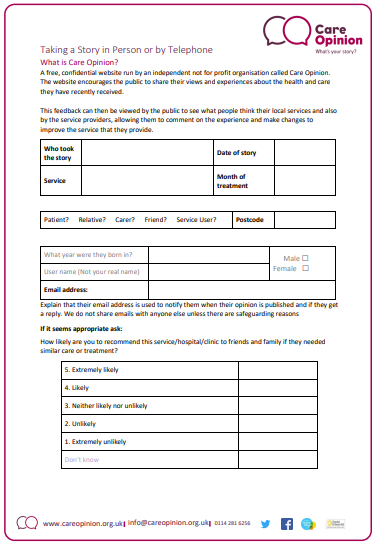 Care
Opinion
What's your story?
Taking a Story in Person or by Telephone
What is Care Opinion?
A free, confidential website run by an independent not for profit organisation called Care Opinion.
The website encourages the public to share their views and experiences about the health and care
they have recently received.
This feedback can then be viewed by the public to see what people think their local services and also
by the service providers, allowing them to comment on the experience and make changes to
improve the service that they provide.
Who took
the story
Date of story
Service
Month of
treatment
Patient? Relative? Carer? Friend? Service User? Postcode
What year were they born in?
Male ☐
User name (Not your real name)
Female ☐
Email address:
Explain that their email address is used to notify them when their opinion is published and if they get
a reply. We do not share emails with anyone else unless there are safeguarding reasons
If it seems appropriate ask:
How likely are you to recommend this service/hospital/clinic to friends and family if they needed
similar care or treatment?
5. Extremely likely
4. Likely
3. Neither likely nor unlikely
2. Unlikely
1. Extremely unlikely
Don't know
www.careopinion.org.uk| info@careopinion.org.uk| 0114 281 6256